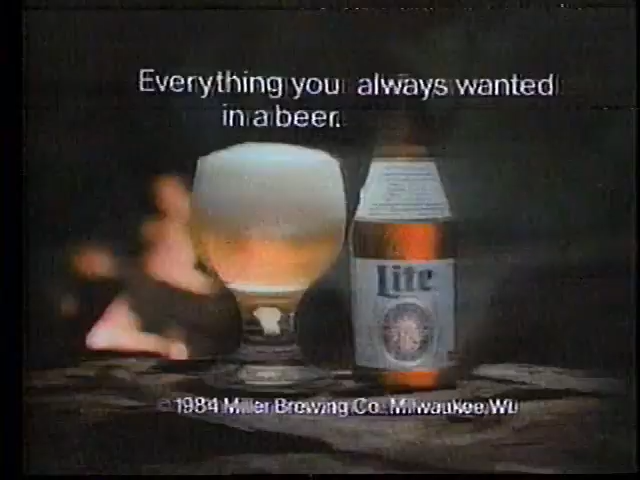 Everything you always wanted
in a beer.
Lite
© 1984 Miller Brewing Co., Milwaukee, WI